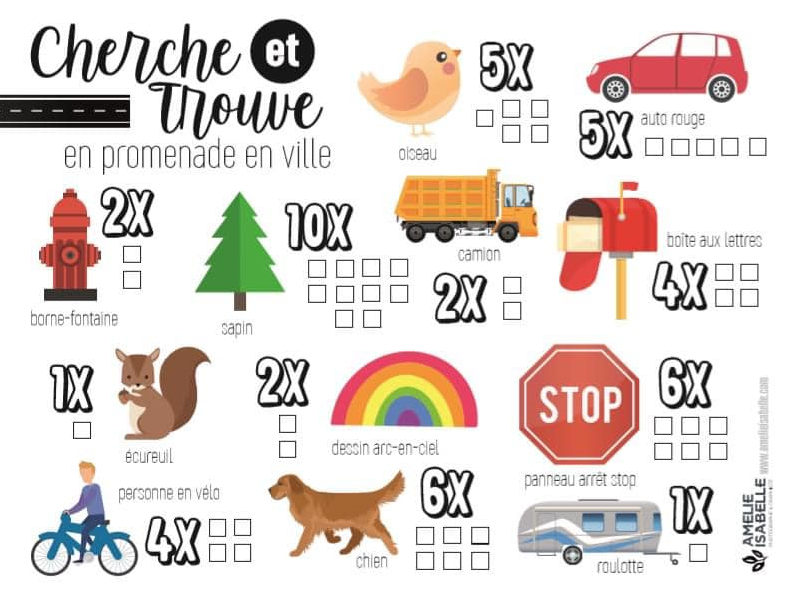 Cherche et
Trouve
en promenade en ville
5X
oiseau
auto rouge
5X
2X
borne-fontaine
10X
sapin
camion
2X
boîte aux lettres
4X
1X
écureuil
2X
dessin arc-en-ciel
STOP
6X
panneau arrêt stop
personne en vélo
4X
6X
chien
1X
roulotte
www.amelieisabelle.com
AMELIE
ISABELLE